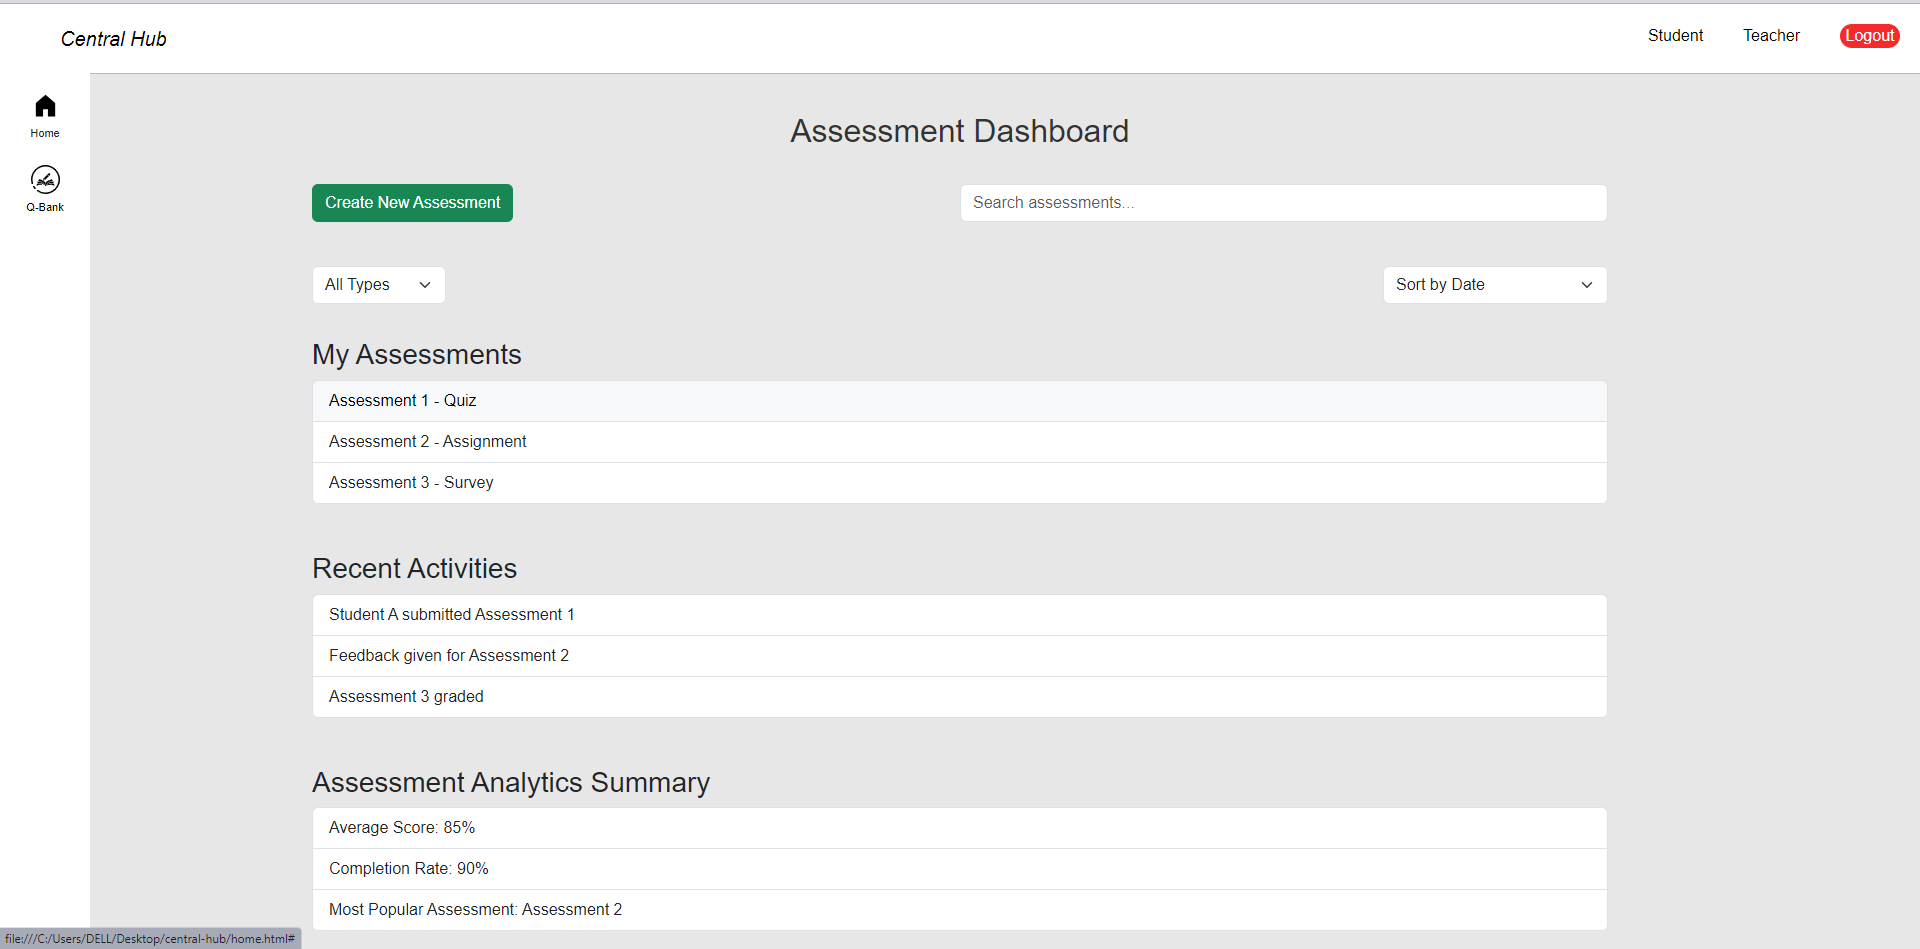 Central Hub
Student Teacher Logout
Home
Q-Bank
Assessment Dashboard
Create New Assessment
Search assessments...
All Types
Sort by Date
My Assessments
Assessment 1 - Quiz
Assessment 2 - Assignment
Assessment 3 - Survey
Recent Activities
Student A submitted Assessment 1
Feedback given for Assessment 2
Assessment 3 graded
Assessment Analytics Summary
Average Score: 85%
Completion Rate: 90%
Most Popular Assessment: Assessment 2
file:///C:/Users/DELL/Desktop/central-hub/home.html#